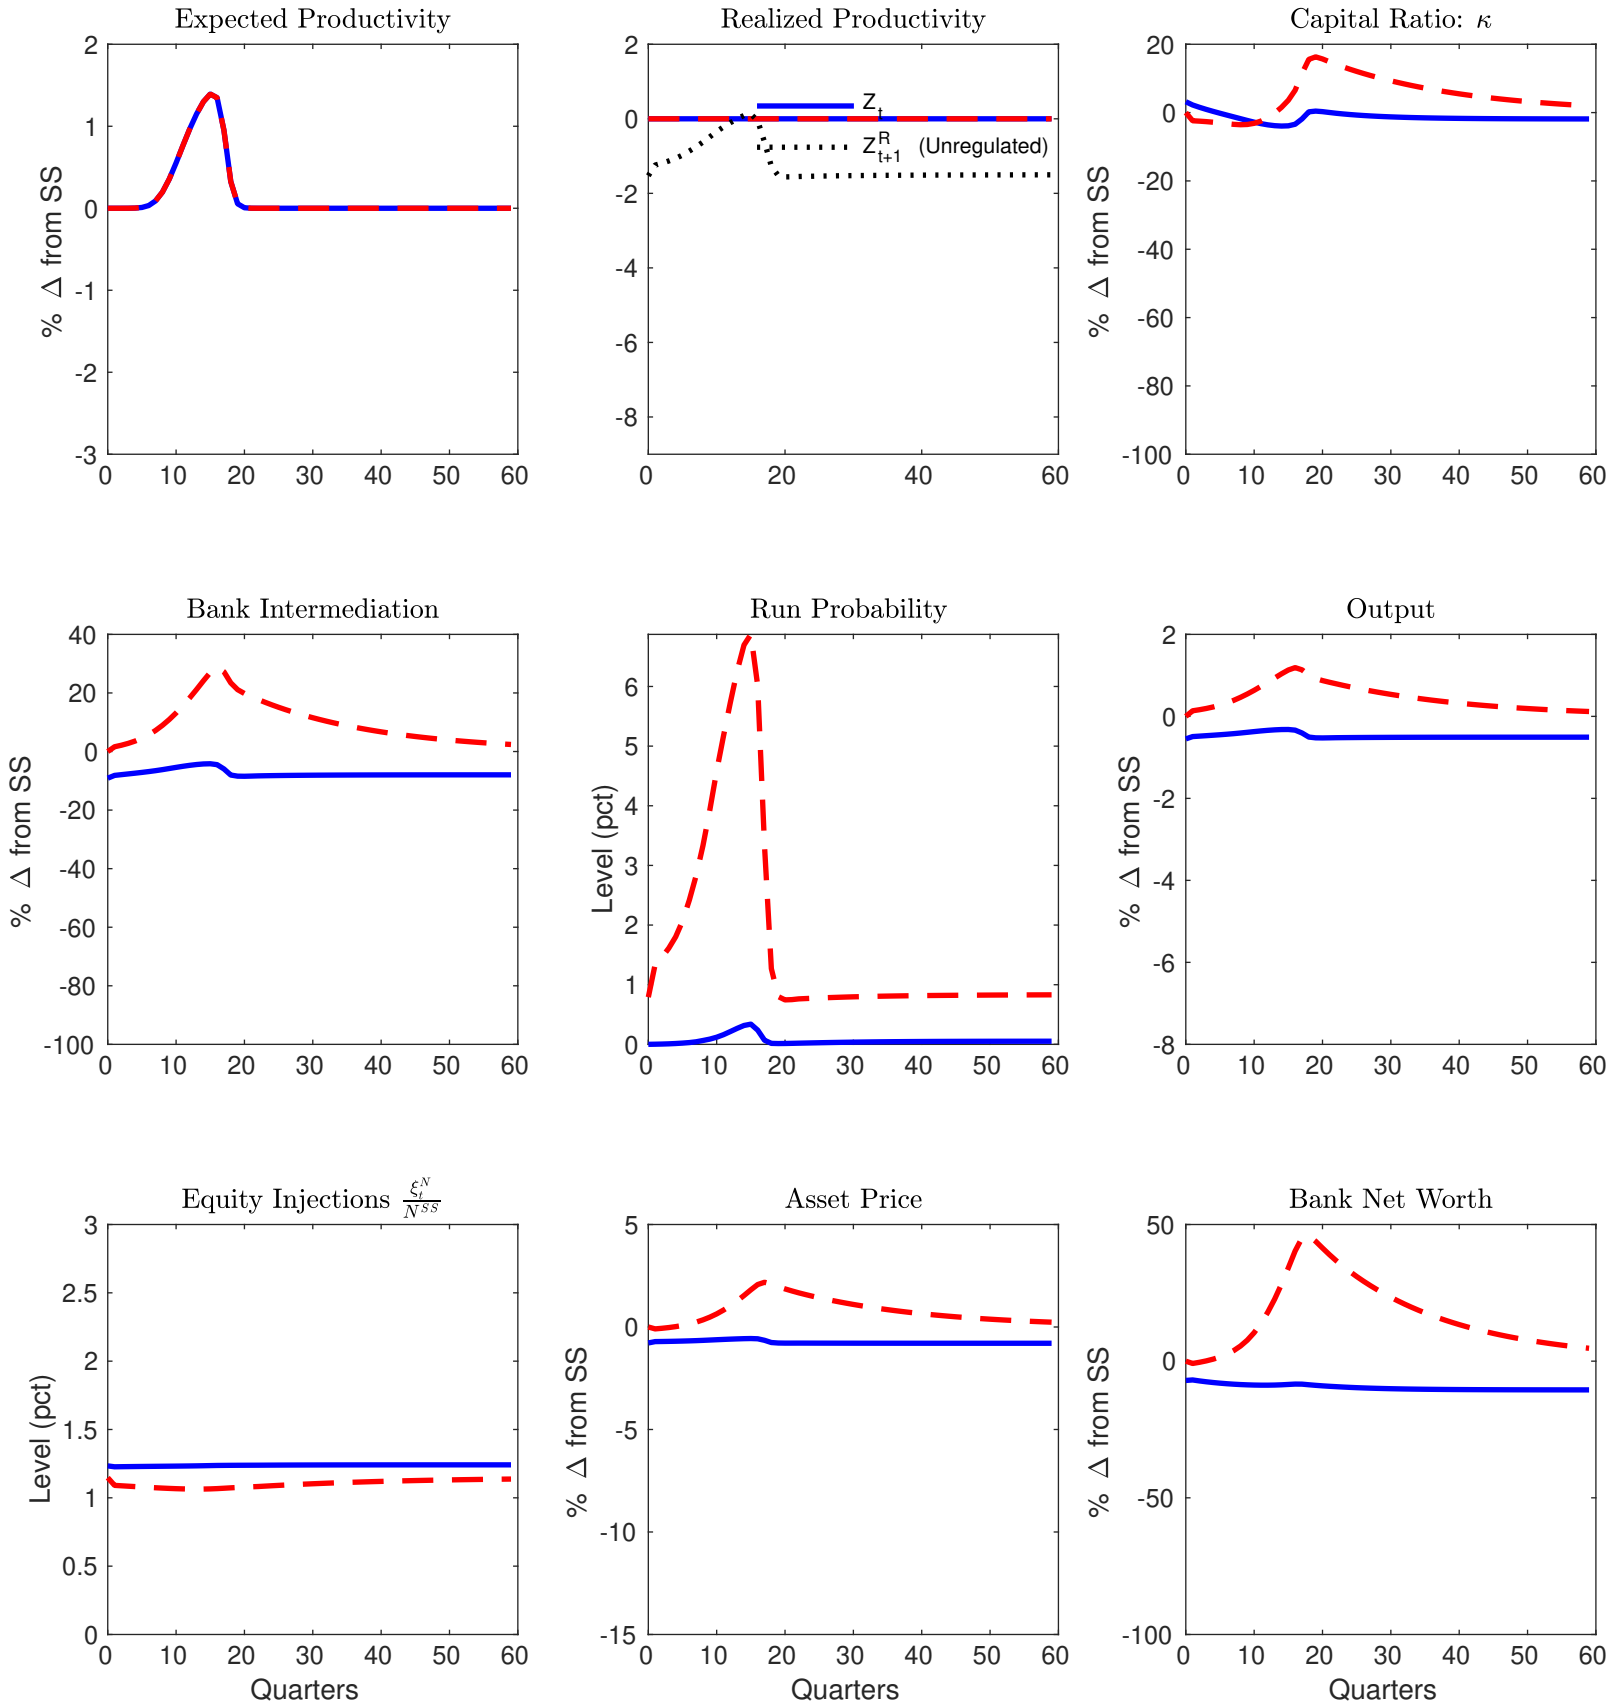 Expected Productivity
% Δ from SS
2
1
0
-1
-2
-3
0 10 20 30 40 50 60
Realized Productivity
2
0
-2
-4
-6
-8
0 20 40 60
Z_t
Z^R_{t+1} (Unregulated)
Capital Ratio: κ
% Δ from SS
20
0
-20
-40
-60
-80
-100
0 10 20 30 40 50 60
Bank Intermediation
% Δ from SS
40
20
0
-20
-40
-60
-80
-100
0 10 20 30 40 50 60
Run Probability
Level (pct)
6
5
4
3
2
1
0
0 10 20 30 40 50 60
Output
% Δ from SS
2
0
-2
-4
-6
-8
0 10 20 30 40 50 60
Equity Injections ξ_t^N / N^{SS}
Level (pct)
3
2.5
2
1.5
1
0.5
0
0 10 20 30 40 50 60
Quarters
Asset Price
% Δ from SS
5
0
-5
-10
-15
0 10 20 30 40 50 60
Quarters
Bank Net Worth
% Δ from SS
50
0
-50
-100
0 10 20 30 40 50 60
Quarters